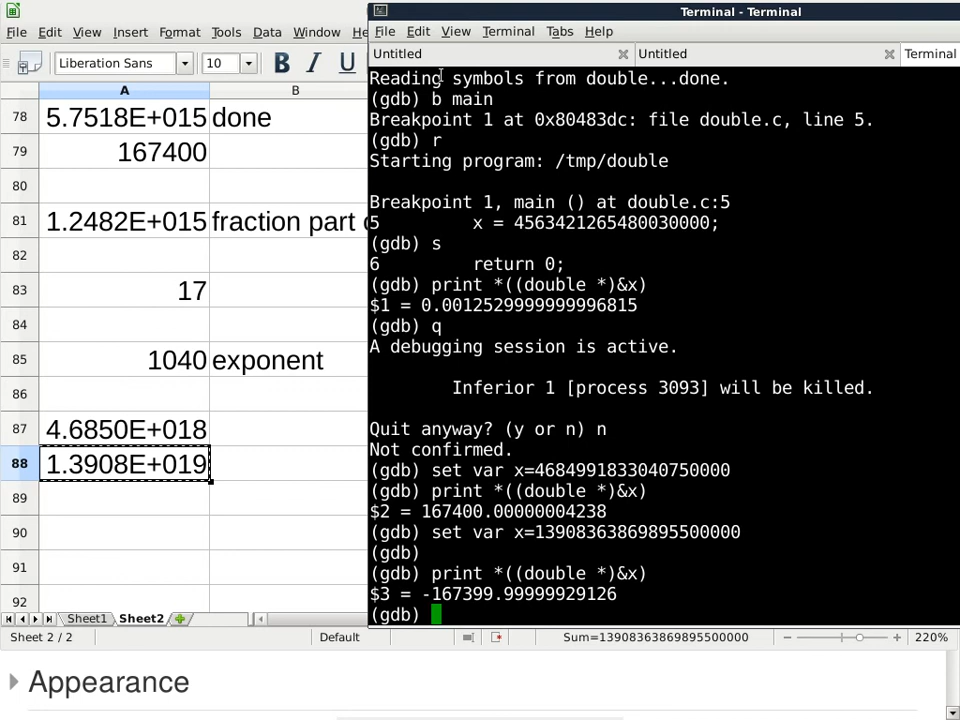 Terminal - Terminal
File Edit View Insert Format Tools Data Window He
File Edit View Terminal Tabs Help
Liberation Sans 10 B I U
Untitled Untitled Terminal
A B
78 5.7518E+015 done
79 167400
80
81 1.2482E+015 fraction part o
82
83 17
84
85 1040 exponent
86
87 4.6850E+018
88 1.3908E+019
89
90
91
92
Reading symbols from double...done.
(gdb) b main
Breakpoint 1 at 0x80483dc: file double.c, line 5.
(gdb) r
Starting program: /tmp/double
Breakpoint 1, main () at double.c:5
5 x = 4563421265480030000;
(gdb) s
6 return 0;
(gdb) print *((double *)&x)
$1 = 0.0012529999999996815
(gdb) q
A debugging session is active.
Inferior 1 [process 3093] will be killed.
Quit anyway? (y or n) n
Not confirmed.
(gdb) set var x=4684991833040750000
(gdb) print *((double *)&x)
$2 = 167400.00000004238
(gdb) set var x=13908363869895500000
(gdb)
(gdb) print *((double *)&x)
$3 = -167399.99999929126
(gdb)
Sheet1 Sheet2
Sheet 2 / 2 Default Sum=13908363869895500000 220%
Appearance